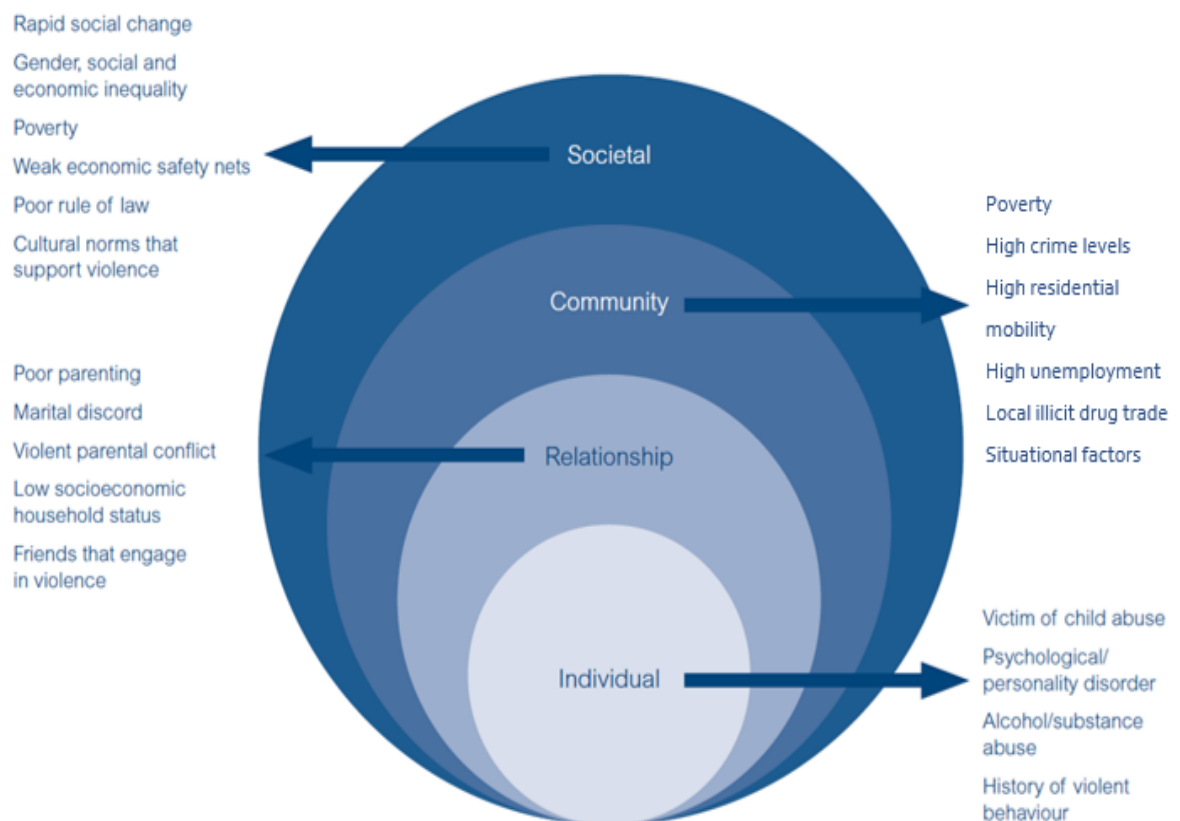 Rapid social change
Gender, social and
economic inequality
Poverty
Weak economic safety nets
Poor rule of law
Cultural norms that
support violence
Societal
Poverty
High crime levels
High residential
mobility
High unemployment
Local illicit drug trade
Situational factors
Community
Poor parenting
Marital discord
Violent parental conflict
Low socioeconomic
household status
Friends that engage
in violence
Relationship
Individual
Victim of child abuse
Psychological/
personality disorder
Alcohol/substance
abuse
History of violent
behaviour